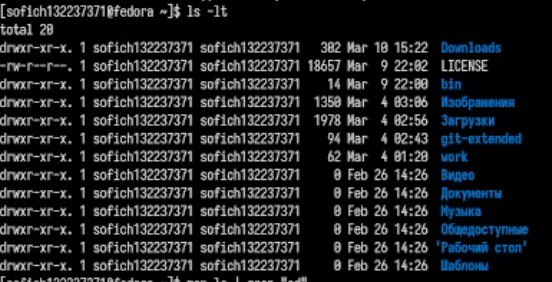 [sofich132237371@fedora ~]$ ls -lt
total 20
drwxr-xr-x. 1 sofich132237371 sofich132237371 302 Mar 10 15:22 Downloads
-rw-r--r--. 1 sofich132237371 sofich132237371 18657 Mar 9 22:02 LICENSE
drwxr-xr-x. 1 sofich132237371 sofich132237371 14 Mar 9 22:00 bin
drwxr-xr-x. 1 sofich132237371 sofich132237371 1350 Mar 4 03:06 Изображения
drwxr-xr-x. 1 sofich132237371 sofich132237371 1978 Mar 4 02:56 Загрузки
drwxr-xr-x. 1 sofich132237371 sofich132237371 94 Mar 4 02:43 git-extended
drwxr-xr-x. 1 sofich132237371 sofich132237371 62 Mar 4 01:20 work
drwxr-xr-x. 1 sofich132237371 sofich132237371 0 Feb 26 14:26 Видео
drwxr-xr-x. 1 sofich132237371 sofich132237371 0 Feb 26 14:26 Документы
drwxr-xr-x. 1 sofich132237371 sofich132237371 0 Feb 26 14:26 Музыка
drwxr-xr-x. 1 sofich132237371 sofich132237371 0 Feb 26 14:26 Общедоступные
drwxr-xr-x. 1 sofich132237371 sofich132237371 0 Feb 26 14:26 'Рабочий стол'
drwxr-xr-x. 1 sofich132237371 sofich132237371 0 Feb 26 14:26 Шаблоны
[sofich132237371@fedora ~]$